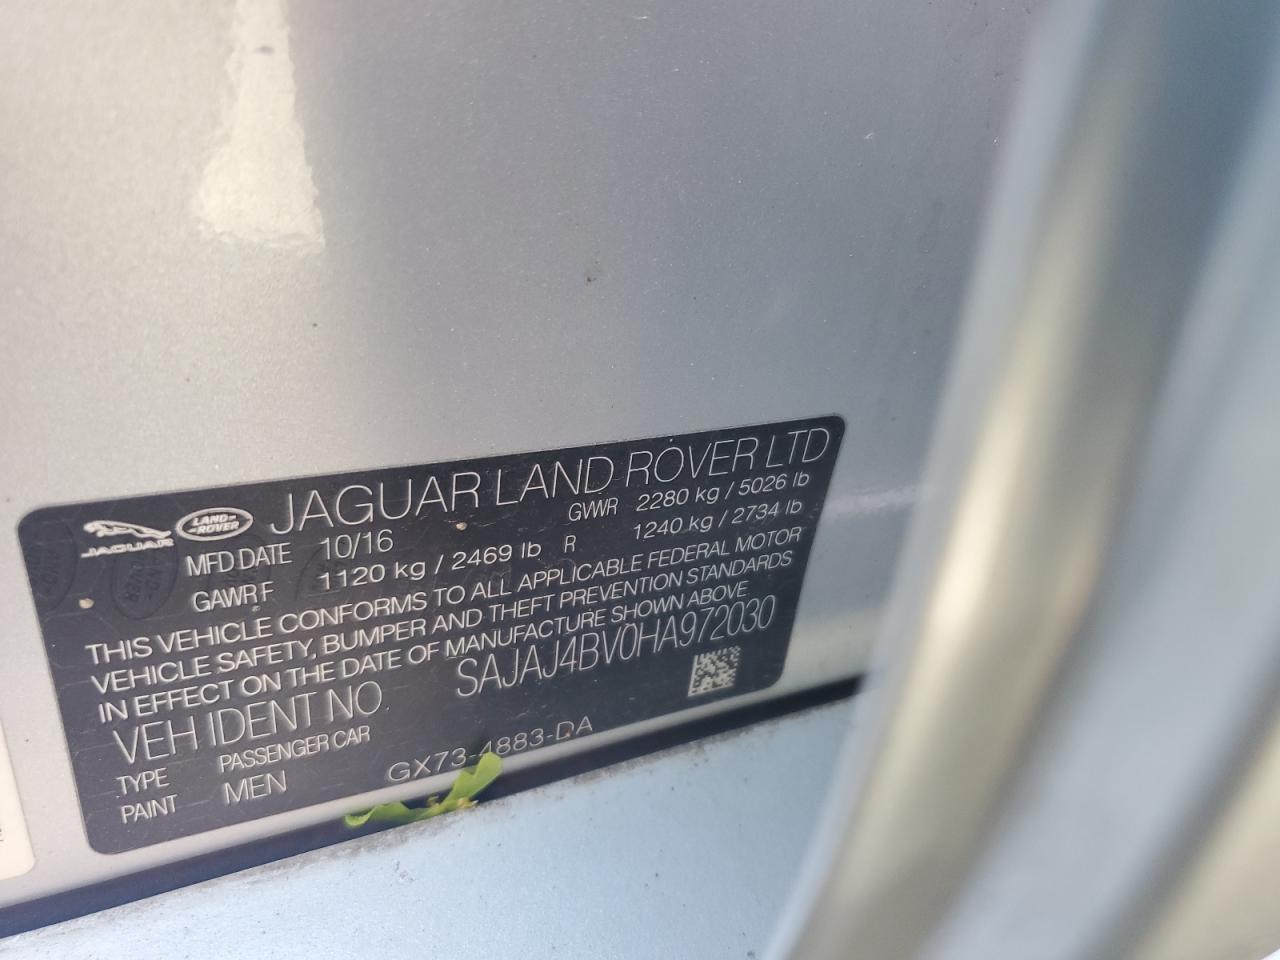 JAGUAR LAND-ROVER JAGUAR LAND ROVER LTD
MFD.DATE 10/16 GVWR 2280 kg / 5026 lb
GAWR F 1120 kg / 2469 lb R 1240 kg / 2734 lb
THIS VEHICLE CONFORMS TO ALL APPLICABLE FEDERAL MOTOR
VEHICLE SAFETY, BUMPER AND THEFT PREVENTION STANDARDS
IN EFFECT ON THE DATE OF MANUFACTURE SHOWN ABOVE
VEH IDENT NO SAJAJ4BV0HA972030
TYPE PASSENGER CAR
PAINT MEN GX73-4883-DA